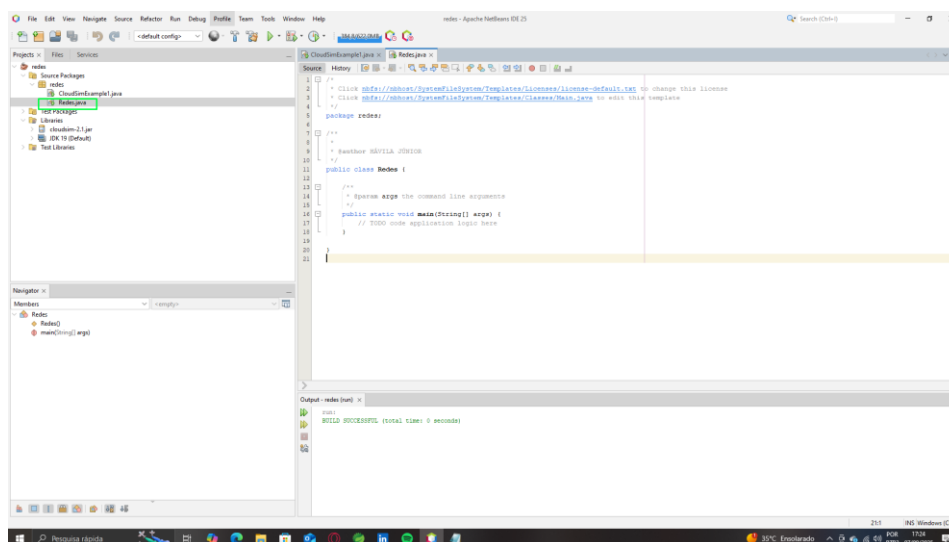 File Edit View Navigate Source Refactor Run Debug Profile Team Tools Window Help
redes - Apache NetBeans IDE 25
Search (Ctrl+I)
<default config>
Projects Files Services
redes
Source Packages
redes
CloudSimExample1.java
Redes.java
Test Packages
Libraries
cloudsim-2.1.jar
JDK 19 (Default)
Test Libraries
CloudSimExample1.java Redes.java
Source History
1 /*
2 * Click nbfs://nbhost/SystemFileSystem/Templates/Licenses/license-default.txt to change this license
3 * Click nbfs://nbhost/SystemFileSystem/Templates/Classes/Main.java to edit this template
4 */
5 package redes;
6
7 /**
8 *
9 * @author HÁVILA JÚNIOR
10 */
11 public class Redes {
12
13 /**
14 * @param args the command line arguments
15 */
16 public static void main(String[] args) {
17 // TODO code application logic here
18 }
19
20 }
21
Navigator
Members <empty>
Redes
Redes()
main(String[] args)
Output - redes (run)
run:
BUILD SUCCESSFUL (total time: 0 seconds)
21:1 INS Windows (C
Pesquisa rápida
35°C Ensolarado
POR
17:24